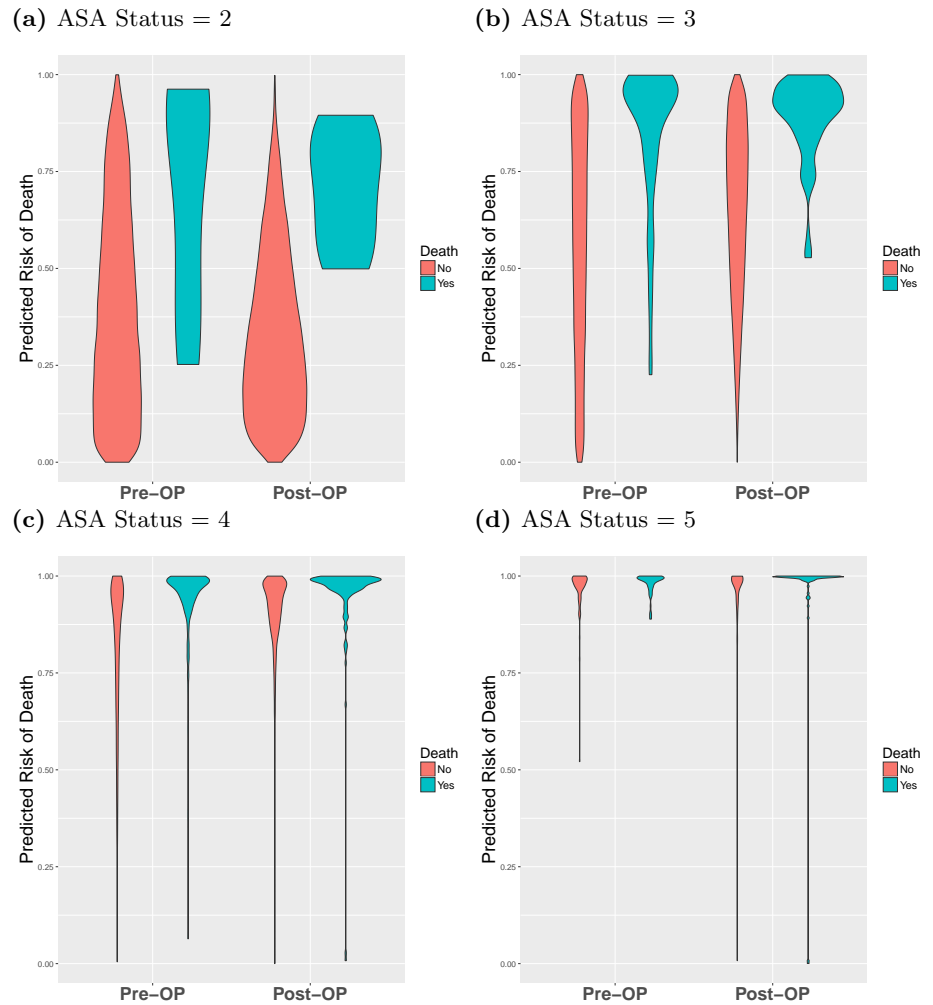 (a) ASA Status = 2
Predicted Risk of Death
1.00
0.75
0.50
0.25
0.00
Pre−OP
Post−OP
Death
No
Yes
(b) ASA Status = 3
Predicted Risk of Death
1.00
0.75
0.50
0.25
0.00
Pre−OP
Post−OP
Death
No
Yes
(c) ASA Status = 4
Predicted Risk of Death
1.00
0.75
0.50
0.25
0.00
Pre−OP
Post−OP
Death
No
Yes
(d) ASA Status = 5
Predicted Risk of Death
1.00
0.75
0.50
0.25
0.00
Pre−OP
Post−OP
Death
No
Yes